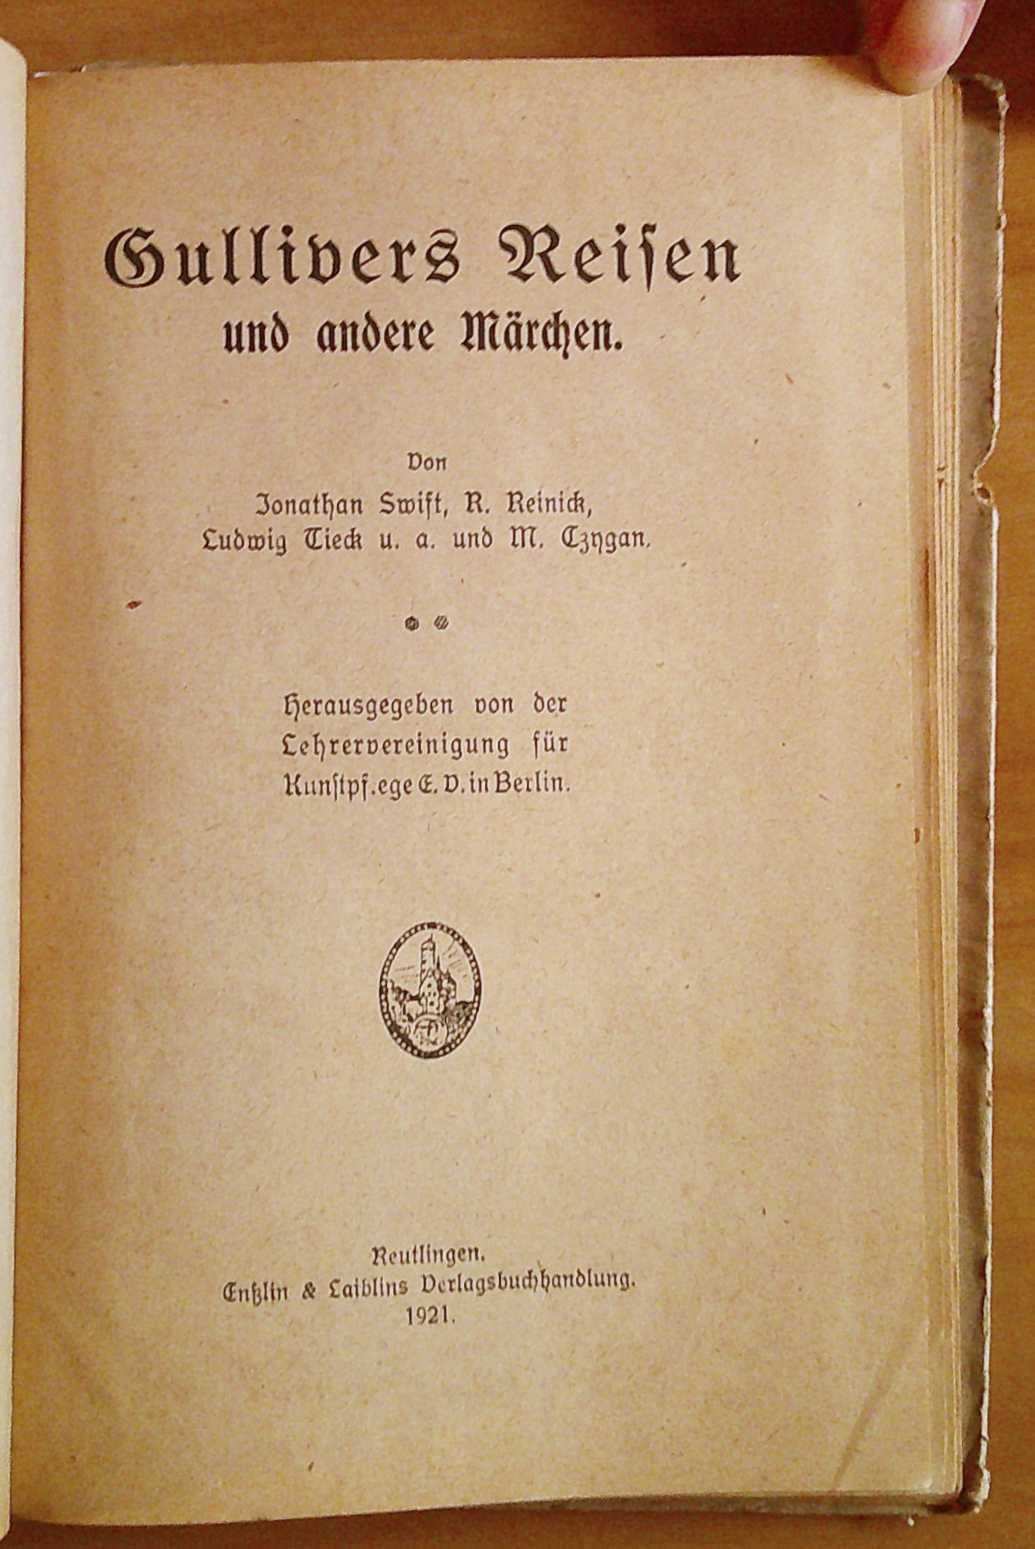 Gullivers Reiſen
und andere Märchen.
Von
Jonathan Swift, R. Reinick,
Ludwig Tieck u. a. und M. Czygan.
Herausgegeben von der
Lehrervereinigung für
Kunſtpf.ege E. V. in Berlin.
Reutlingen.
Enßlin & Laiblins Verlagsbuchhandlung.
1921.